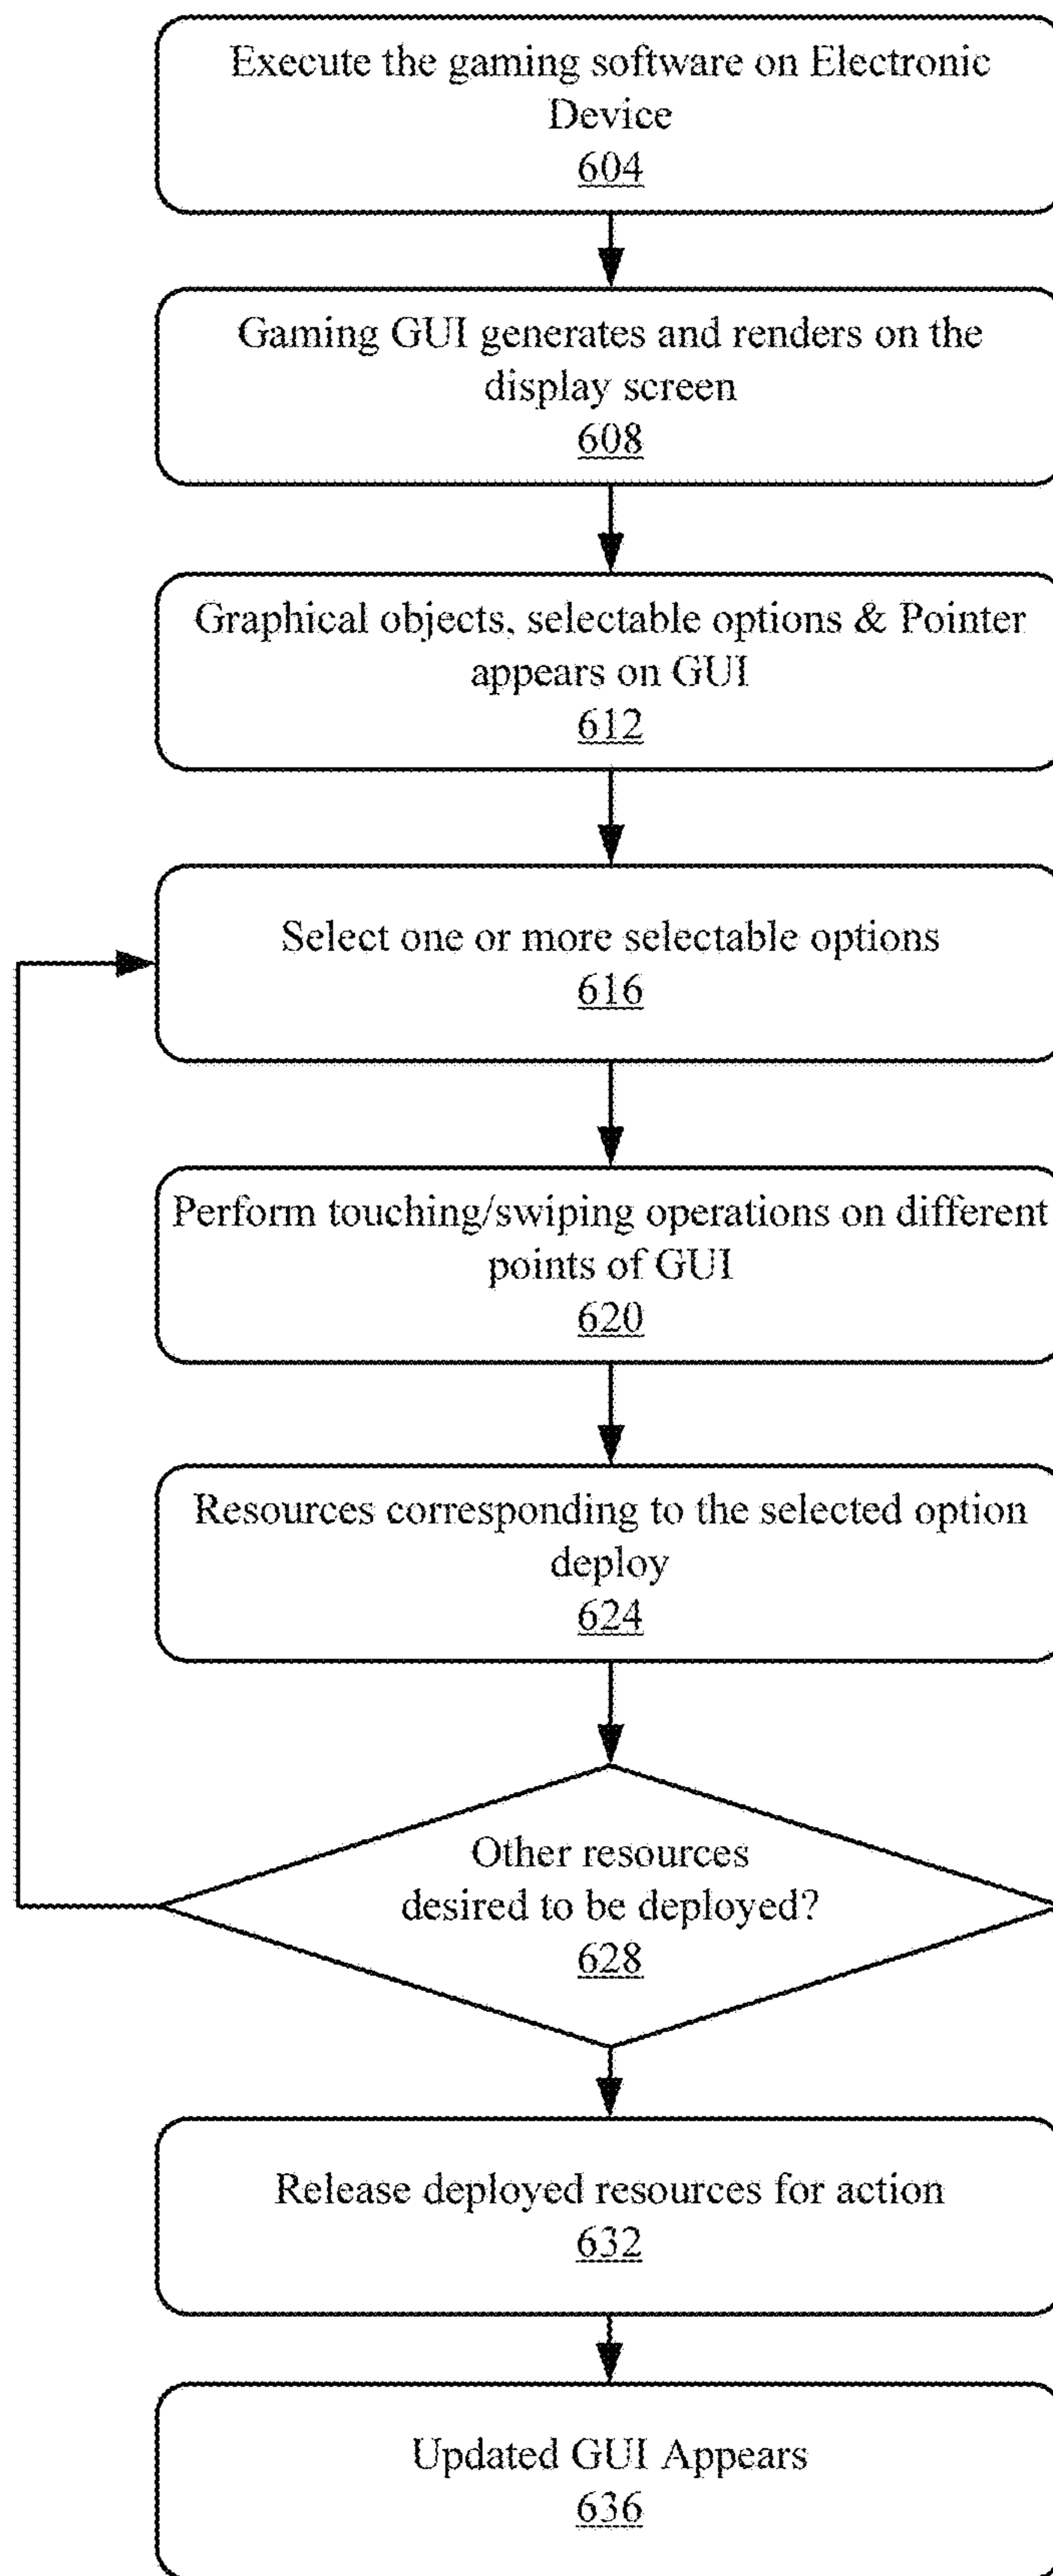 Execute the gaming software on Electronic
Device
604
Gaming GUI generates and renders on the
display screen
608
Graphical objects, selectable options & Pointer
appears on GUI
612
Select one or more selectable options
616
Perform touching/swiping operations on different
points of GUI
620
Resources corresponding to the selected option
deploy
624
Other resources
desired to be deployed?
628
Release deployed resources for action
632
Updated GUI Appears
636